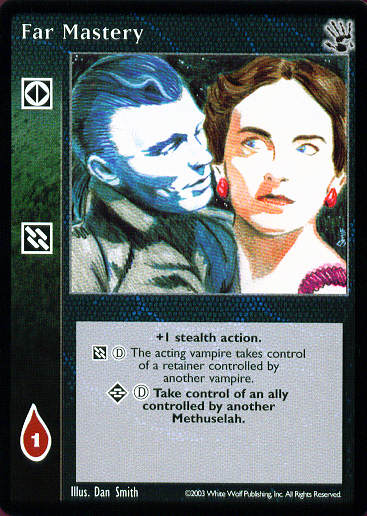 Far Mastery
+1 stealth action.
D The acting vampire takes control
of a retainer controlled by
another vampire.
D Take control of an ally
controlled by another
Methuselah.
1
Illus. Dan Smith
©2003 White Wolf Publishing, Inc. All Rights Reserved.